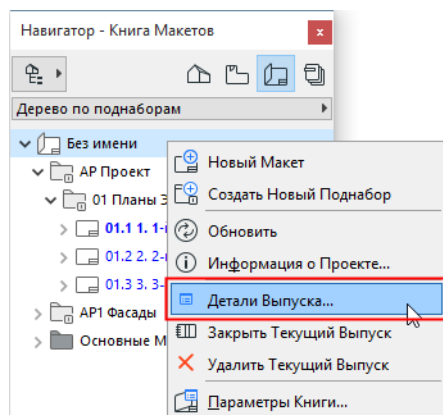 Навигатор - Книга Макетов
Дерево по поднаборам
Без имени
АР Проект
01 Планы
01.1 1. 1-
01.2 2. 2-
01.3 3. 3-
АР1 Фасады
Основные
Новый Макет
Создать Новый Поднабор
Обновить
Информация о Проекте...
Детали Выпуска...
Закрыть Текущий Выпуск
Удалить Текущий Выпуск
Параметры Книги...